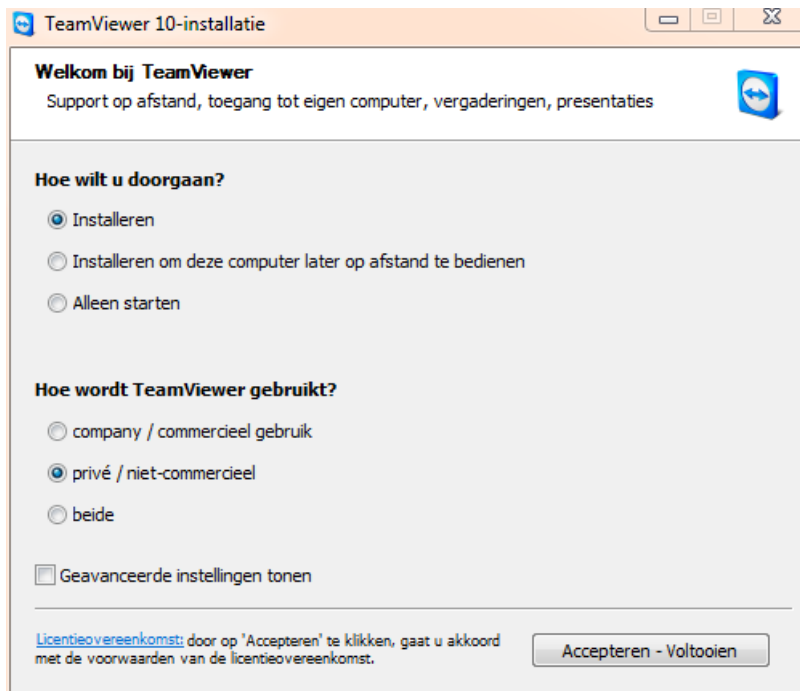 TeamViewer 10-installatie
Welkom bij TeamViewer
Support op afstand, toegang tot eigen computer, vergaderingen, presentaties
Hoe wilt u doorgaan?
Installeren
Installeren om deze computer later op afstand te bedienen
Alleen starten
Hoe wordt TeamViewer gebruikt?
company / commercieel gebruik
privé / niet-commercieel
beide
Geavanceerde instellingen tonen
Licentieovereenkomst: door op 'Accepteren' te klikken, gaat u akkoord
met de voorwaarden van de licentieovereenkomst.
Accepteren - Voltooien